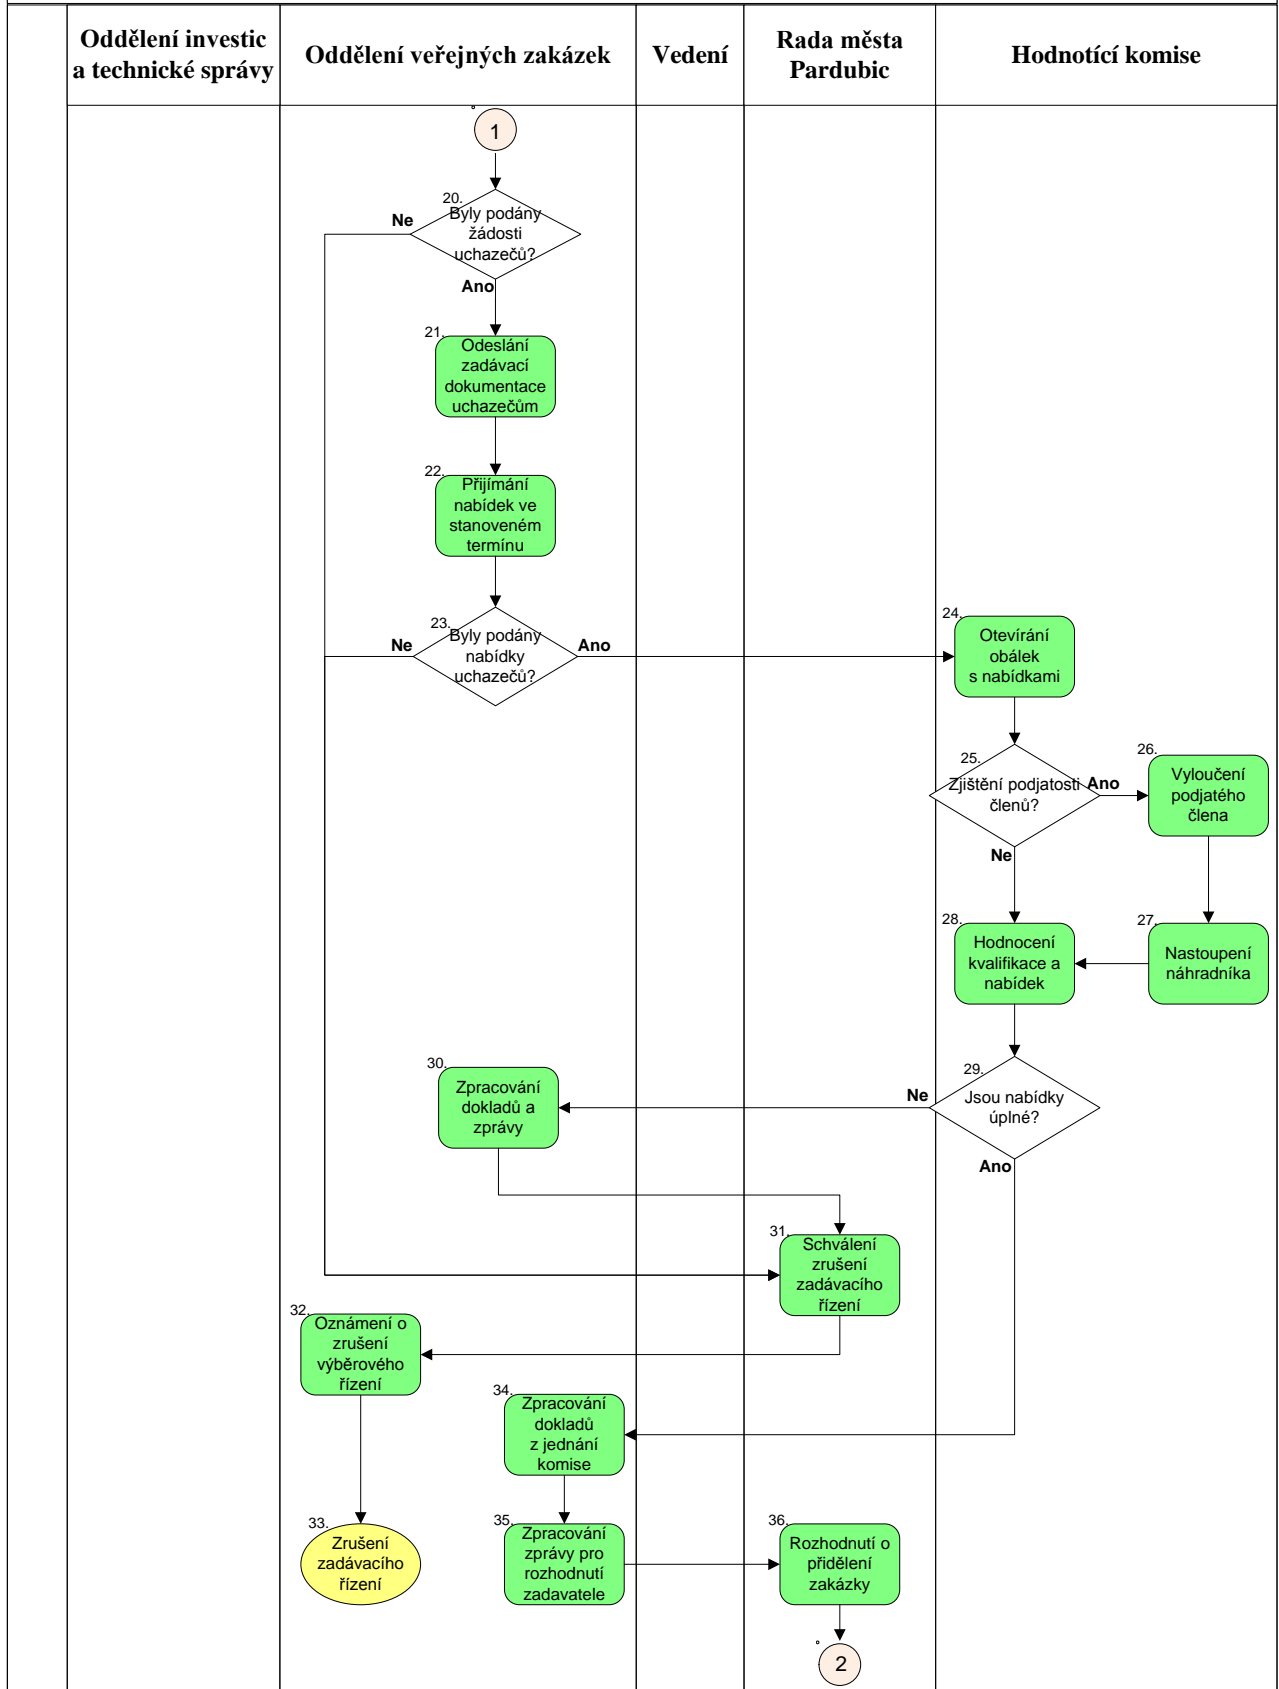 Oddělení investic
a technické správy
Oddělení veřejných zakázek
Vedení
Rada města
Pardubic
Hodnotící komise
1
20.
Byly podány
žádosti
uchazečů?
Ne
Ano
21.
Odeslání
zadávací
dokumentace
uchazečům
22.
Přijímání
nabídek ve
stanoveném
termínu
23.
Byly podány
nabídky
uchazečů?
Ne
Ano
24.
Otevírání
obálek
s nabídkami
25.
Zjištění podjatosti
členů?
Ano
Ne
26.
Vyloučení
podjatého
člena
27.
Nastoupení
náhradníka
28.
Hodnocení
kvalifikace a
nabídek
29.
Jsou nabídky
úplné?
Ne
Ano
30.
Zpracování
dokladů a
zprávy
31.
Schválení
zrušení
zadávacího
řízení
32.
Oznámení o
zrušení
výběrového
řízení
33.
Zrušení
zadávacího
řízení
34.
Zpracování
dokladů
z jednání
komise
35.
Zpracování
zprávy pro
rozhodnutí
zadavatele
36.
Rozhodnutí o
přidělení
zakázky
2